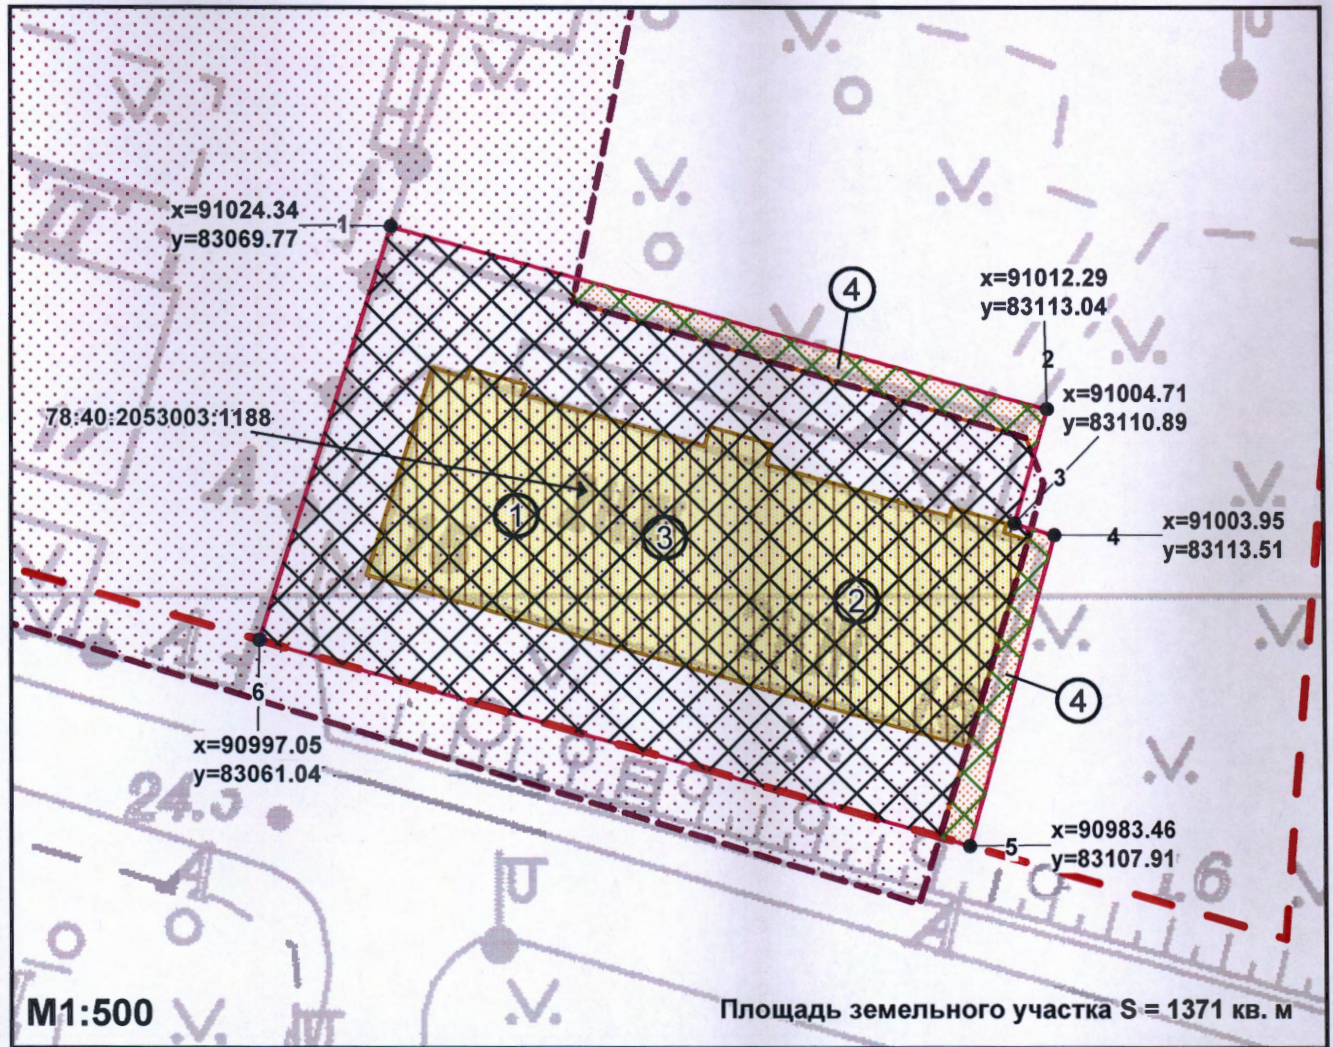 x=91024.34
y=83069.77
1
4
x=91012.29
y=83113.04
2
x=91004.71
y=83110.89
3
78:40:2053003:1188
1
3
2
4
x=91003.95
y=83113.51
4
6
x=90997.05
y=83061.04
24.3
5
x=90983.46
y=83107.91
М1:500
Площадь земельного участка S = 1371 кв. м